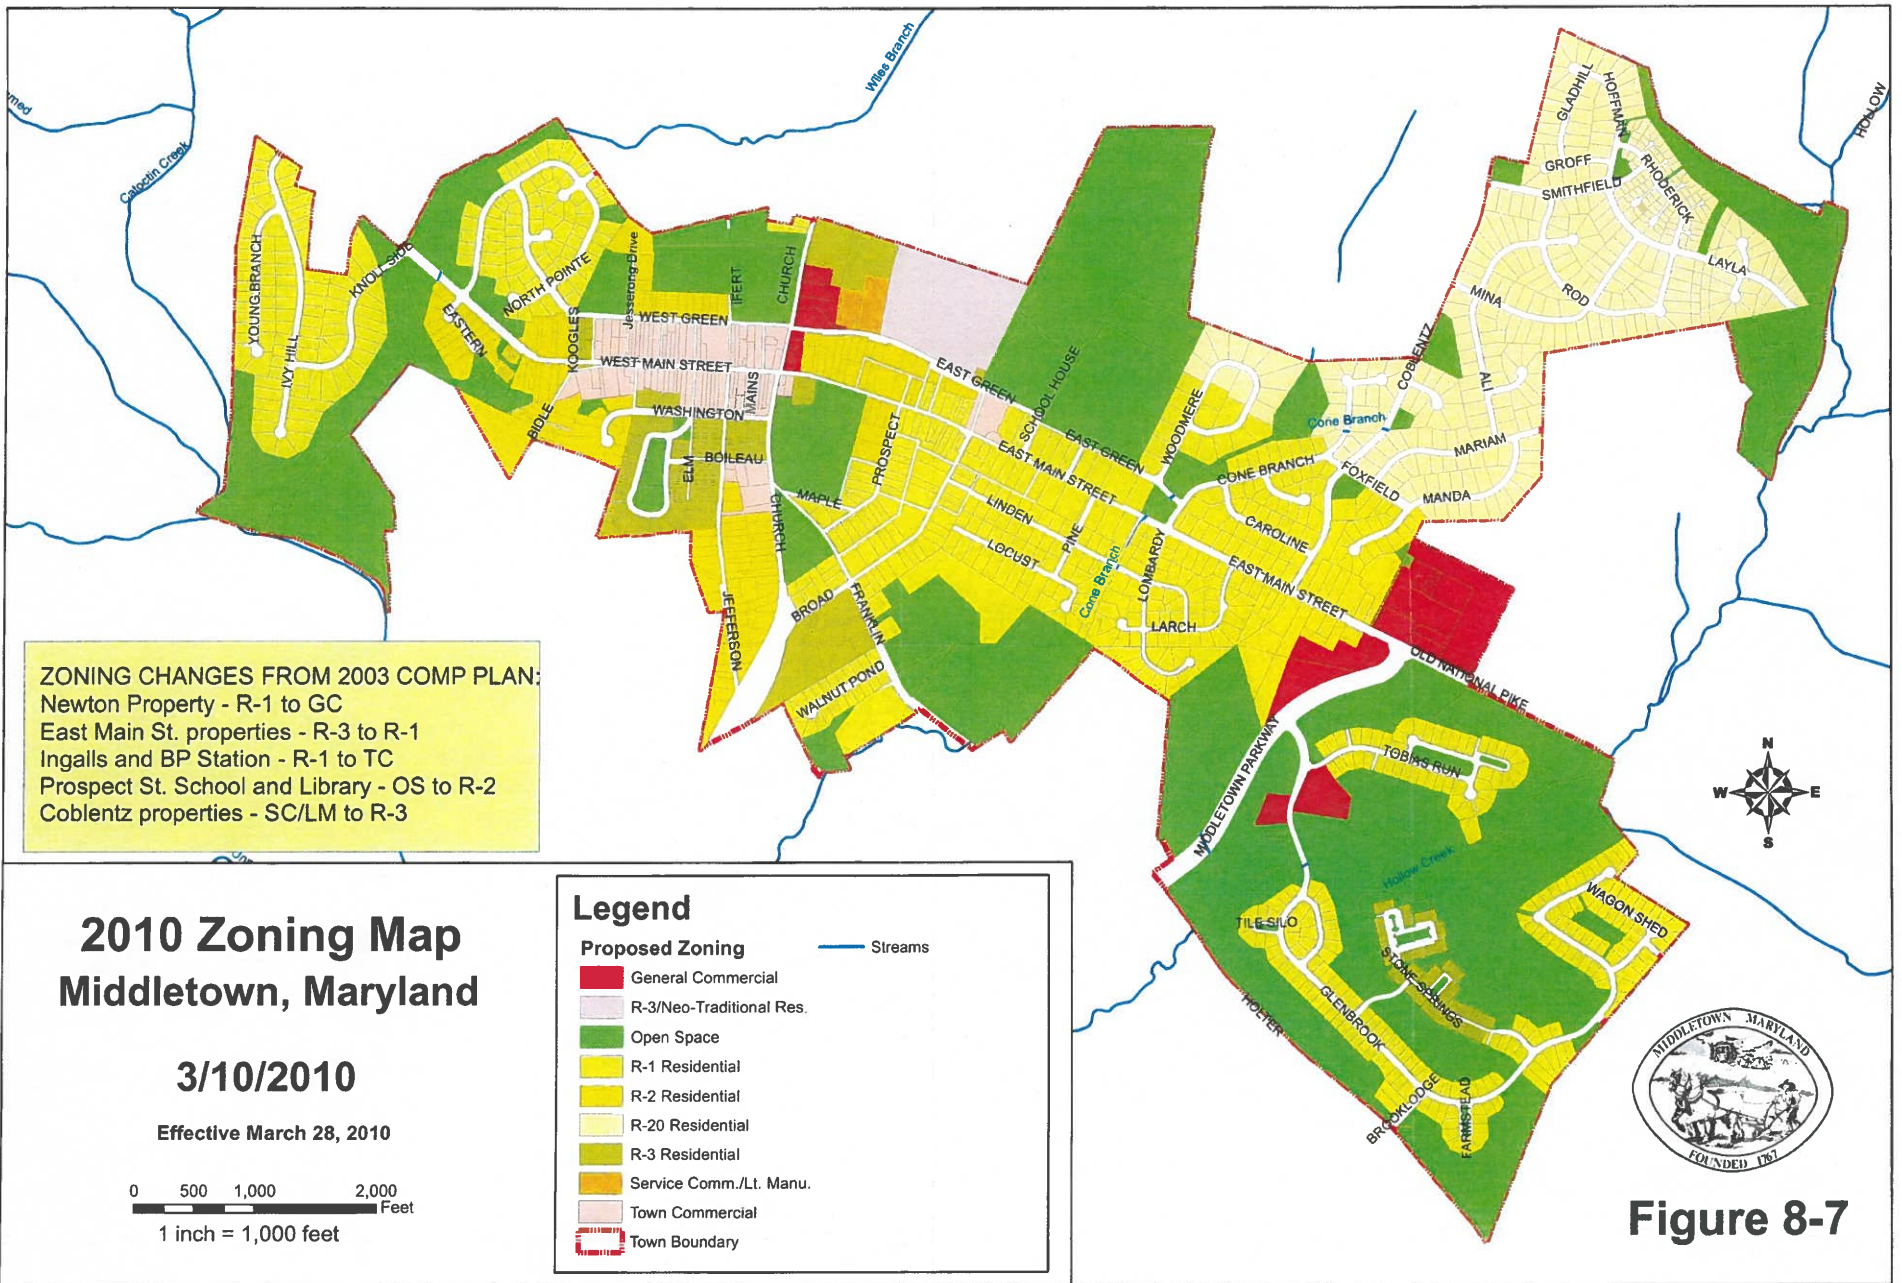 Wiles Branch
HOLLOW
Catoctin Creek
GLADHILL
HOFFMAN
GROFF
SMITHFIELD
RHODERICK
LAYLA
MINA
ROD
COBLENTZ
ALI
MARIAM
MANDA
FOXFIELD
Cone Branch
CONE BRANCH
YOUNG BRANCH
IVY HILL
KNOLL SIDE
EASTERN
NORTH POINTE
KOOGLES
Jesserong Drive
IFERT
CHURCH
WEST GREEN
WEST MAIN STREET
MAINS
WASHINGTON
BIDLE
ELM
BOILEAU
MAPLE
PROSPECT
EAST GREEN
SCHOOL HOUSE
EAST GREEN
WOODMERE
EAST MAIN STREET
LINDEN
LOCUST
PINE
Cone Branch
LOMBARDY
LARCH
CAROLINE
EAST MAIN STREET
CHURCH
JEFFERSON
BROAD
FRANKLIN
WALNUT POND
OLD NATIONAL PIKE
MIDDLETOWN PARKWAY
TOBIAS RUN
Hollow Creek
WAGON SHED
TILE SILO
STONE SPRINGS
GLENBROOK
HOLTER
BROOKLODGE
FARMSTEAD
ZONING CHANGES FROM 2003 COMP PLAN:
Newton Property - R-1 to GC
East Main St. properties - R-3 to R-1
Ingalls and BP Station - R-1 to TC
Prospect St. School and Library - OS to R-2
Coblentz properties - SC/LM to R-3
N
W E
S
2010 Zoning Map
Middletown, Maryland
3/10/2010
Effective March 28, 2010
0 500 1,000 2,000
Feet
1 inch = 1,000 feet
Legend
Proposed Zoning
Streams
General Commercial
R-3/Neo-Traditional Res.
Open Space
R-1 Residential
R-2 Residential
R-20 Residential
R-3 Residential
Service Comm./Lt. Manu.
Town Commercial
Town Boundary
MIDDLETOWN MARYLAND
FOUNDED 1767
Figure 8-7